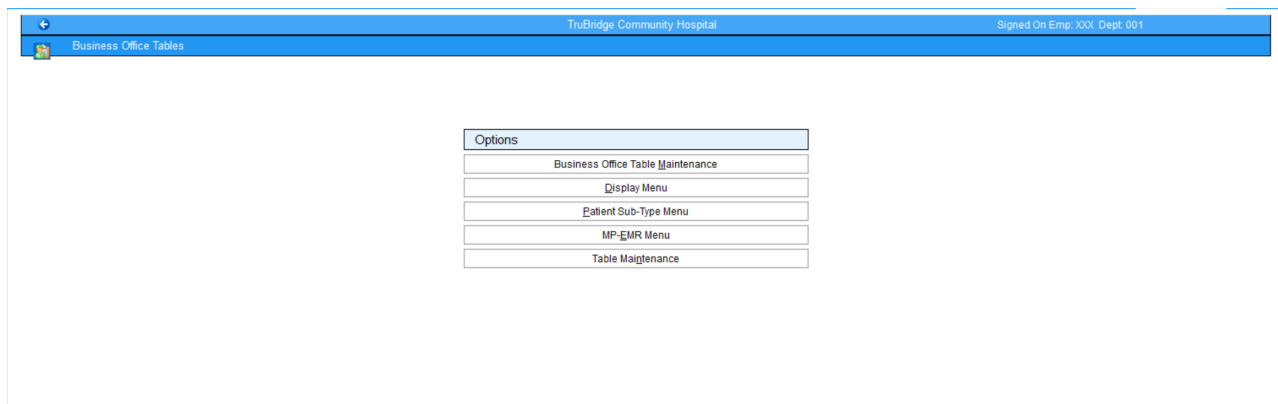 TruBridge Community Hospital
Signed On Emp: XXX Dept: 001
Business Office Tables
Options
Business Office Table Maintenance
Display Menu
Patient Sub-Type Menu
MP-EMR Menu
Table Maintenance